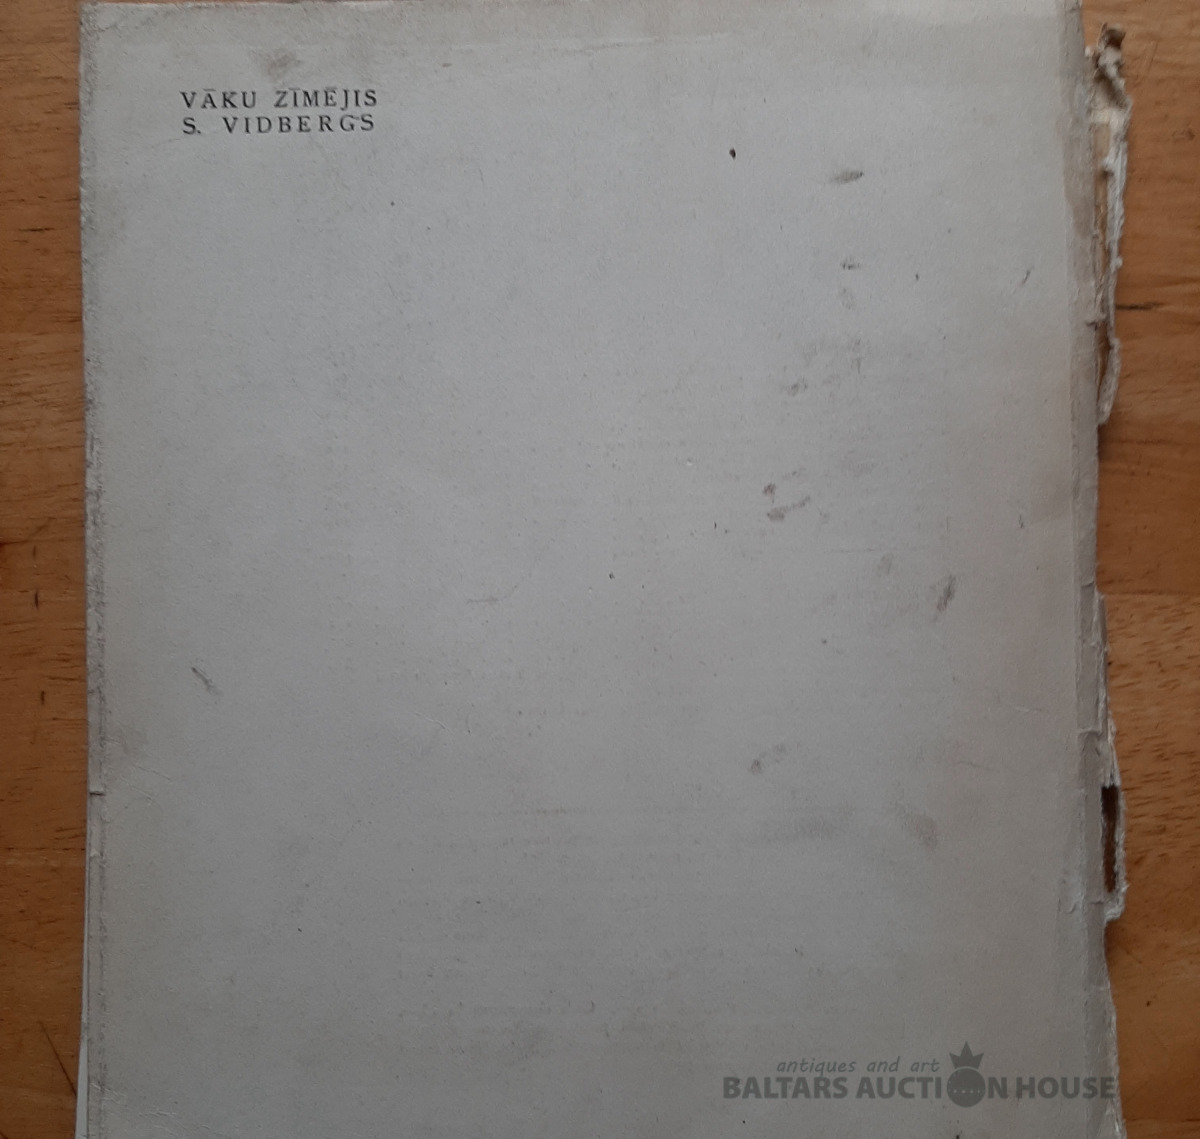 VĀKU ZĪMĒJIS
S. VIDBERGS
antiques and art
BALTARS AUCTION HOUSE